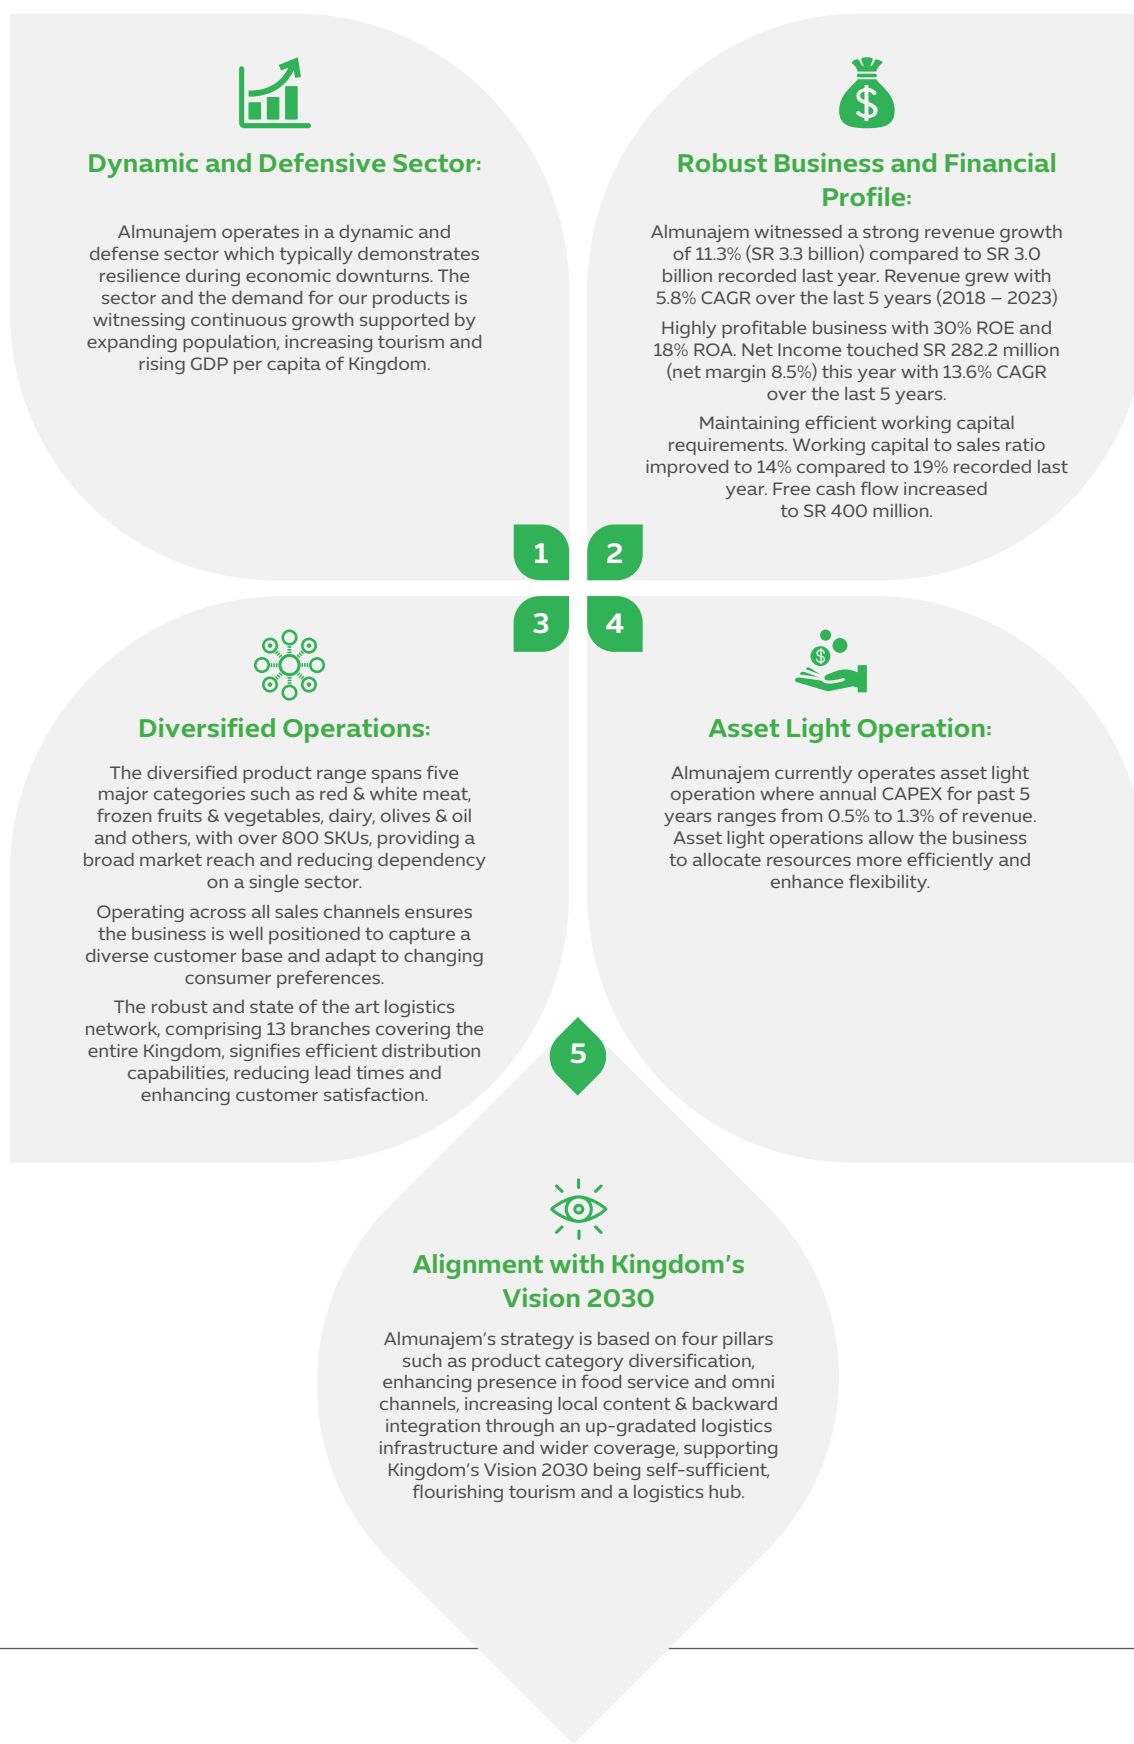 Dynamic and Defensive Sector:
Almunajem operates in a dynamic and
defense sector which typically demonstrates
resilience during economic downturns. The
sector and the demand for our products is
witnessing continuous growth supported by
expanding population, increasing tourism and
rising GDP per capita of Kingdom.
1
Robust Business and Financial
Profile:
Almunajem witnessed a strong revenue growth
of 11.3% (SR 3.3 billion) compared to SR 3.0
billion recorded last year. Revenue grew with
5.8% CAGR over the last 5 years (2018 – 2023)
Highly profitable business with 30% ROE and
18% ROA. Net Income touched SR 282.2 million
(net margin 8.5%) this year with 13.6% CAGR
over the last 5 years.
Maintaining efficient working capital
requirements. Working capital to sales ratio
improved to 14% compared to 19% recorded last
year. Free cash flow increased
to SR 400 million.
2
3
Diversified Operations:
The diversified product range spans five
major categories such as red & white meat,
frozen fruits & vegetables, dairy, olives & oil
and others, with over 800 SKUs, providing a
broad market reach and reducing dependency
on a single sector.
Operating across all sales channels ensures
the business is well positioned to capture a
diverse customer base and adapt to changing
consumer preferences.
The robust and state of the art logistics
network, comprising 13 branches covering the
entire Kingdom, signifies efficient distribution
capabilities, reducing lead times and
enhancing customer satisfaction.
4
Asset Light Operation:
Almunajem currently operates asset light
operation where annual CAPEX for past 5
years ranges from 0.5% to 1.3% of revenue.
Asset light operations allow the business
to allocate resources more efficiently and
enhance flexibility.
5
Alignment with Kingdom’s
Vision 2030
Almunajem’s strategy is based on four pillars
such as product category diversification,
enhancing presence in food service and omni
channels, increasing local content & backward
integration through an up-gradated logistics
infrastructure and wider coverage, supporting
Kingdom’s Vision 2030 being self-sufficient,
flourishing tourism and a logistics hub.